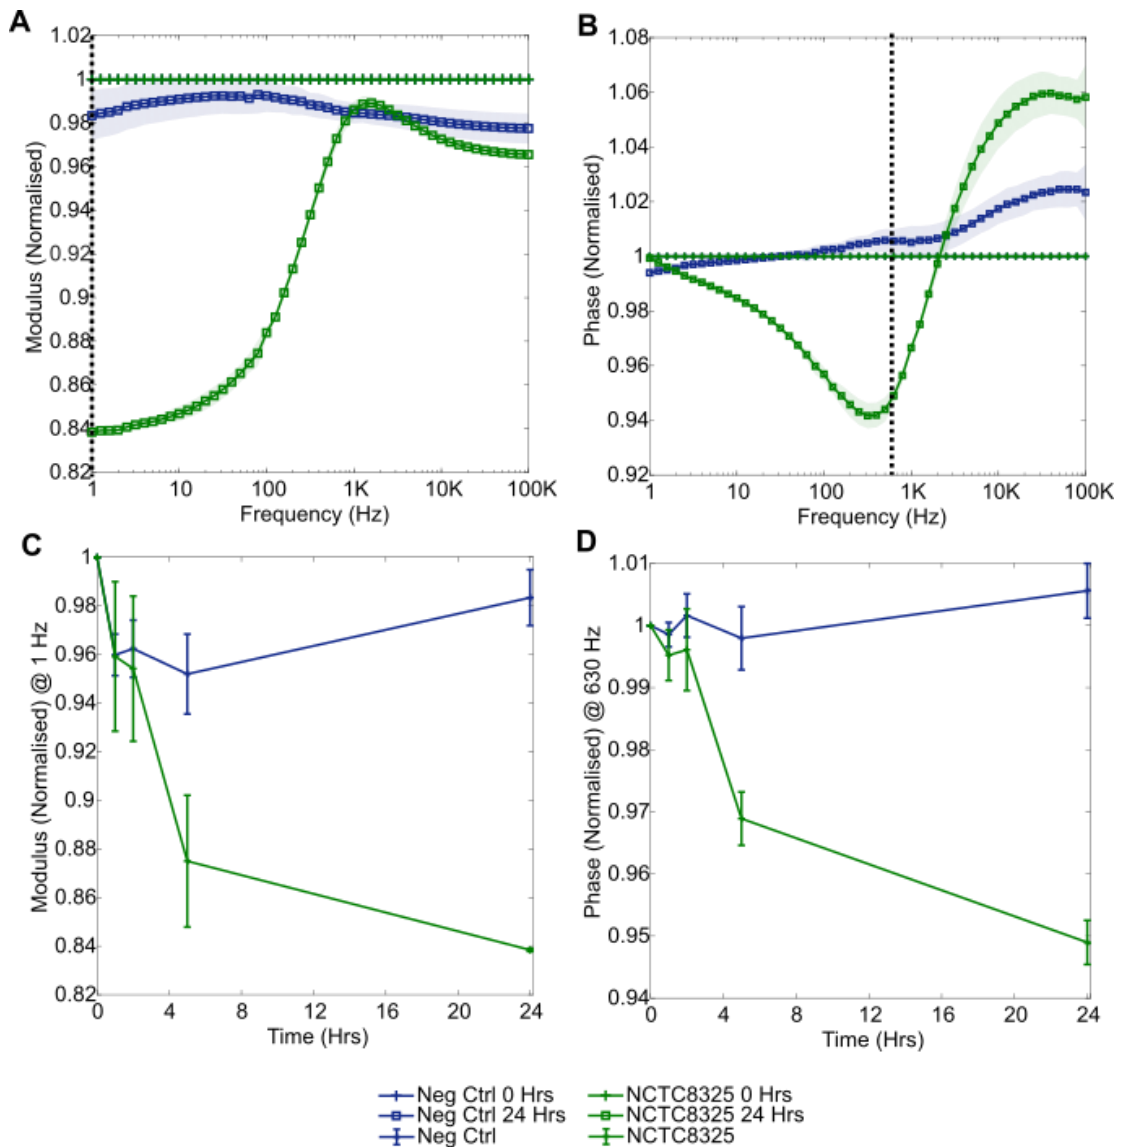 A
Modulus (Normalised)
1.02
1
0.98
0.96
0.94
0.92
0.9
0.88
0.86
0.84
0.82
1 10 100 1K 10K 100K
Frequency (Hz)
B
Phase (Normalised)
1.08
1.06
1.04
1.02
1
0.98
0.96
0.94
0.92
1 10 100 1K 10K 100K
Frequency (Hz)
C
Modulus (Normalised) @ 1 Hz
1
0.98
0.96
0.94
0.92
0.9
0.88
0.86
0.84
0.82
0 4 8 12 16 20 24
Time (Hrs)
D
Phase (Normalised) @ 630 Hz
1.01
1
0.99
0.98
0.97
0.96
0.95
0.94
0 4 8 12 16 20 24
Time (Hrs)
Neg Ctrl 0 Hrs
Neg Ctrl 24 Hrs
Neg Ctrl
NCTC8325 0 Hrs
NCTC8325 24 Hrs
NCTC8325